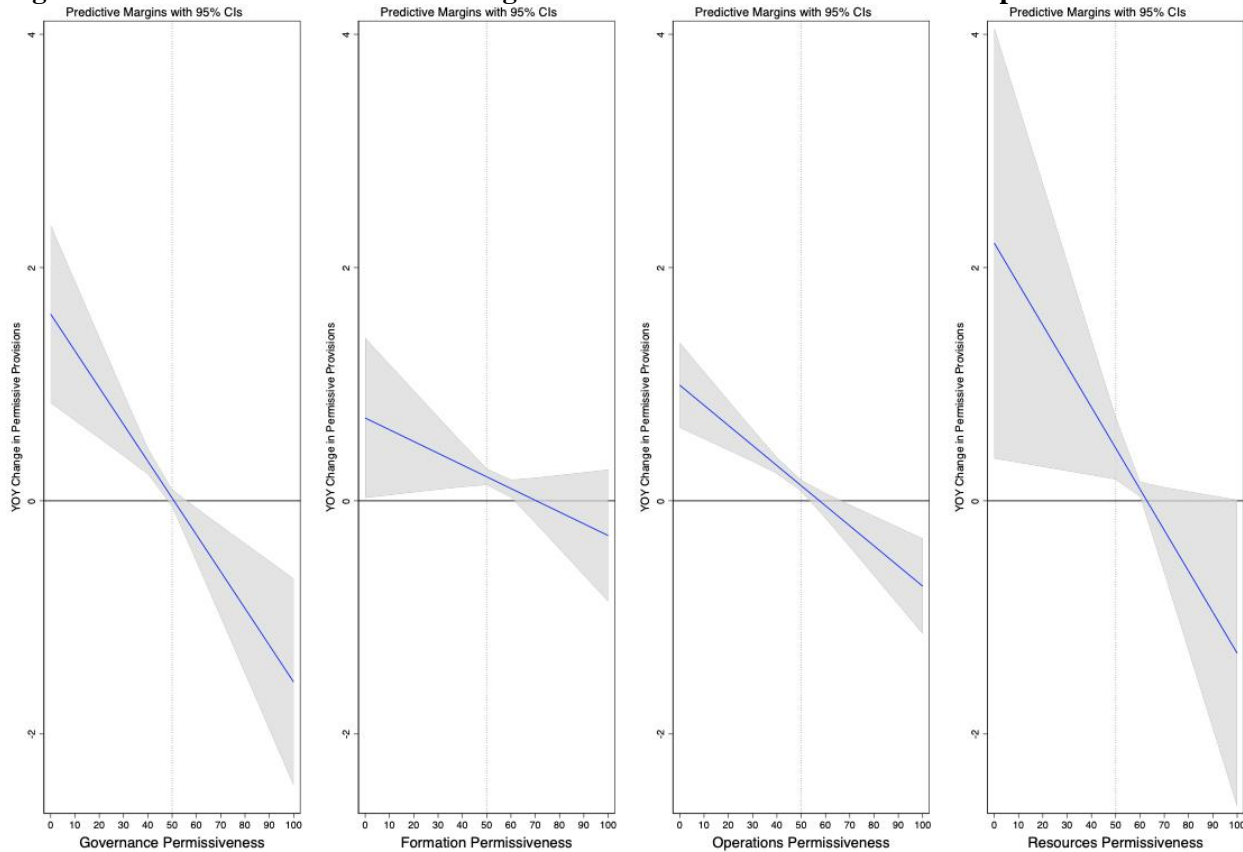 Predictive Margins with 95% CIs
4
2
0
-2
YOY Change in Permissive Provisions
0 10 20 30 40 50 60 70 80 90 100
Governance Permissiveness
Predictive Margins with 95% CIs
4
2
0
-2
YOY Change in Permissive Provisions
0 10 20 30 40 50 60 70 80 90 100
Formation Permissiveness
Predictive Margins with 95% CIs
4
2
0
-2
YOY Change in Permissive Provisions
0 10 20 30 40 50 60 70 80 90 100
Operations Permissiveness
Predictive Margins with 95% CIs
4
2
0
-2
YOY Change in Permissive Provisions
0 10 20 30 40 50 60 70 80 90 100
Resources Permissiveness